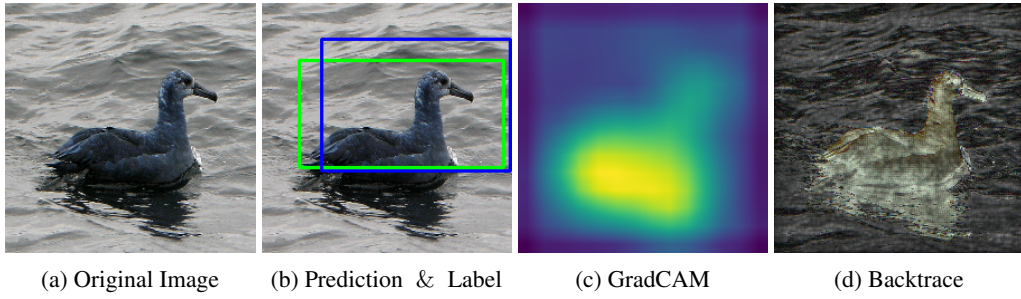 (a) Original Image
(b) Prediction & Label
(c) GradCAM
(d) Backtrace